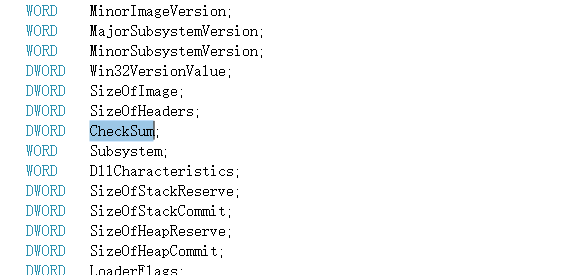 WORD MinorImageVersion;
WORD MajorSubsystemVersion;
WORD MinorSubsystemVersion;
DWORD Win32VersionValue;
DWORD SizeOfImage;
DWORD SizeOfHeaders;
DWORD CheckSum;
WORD Subsystem;
WORD DllCharacteristics;
DWORD SizeOfStackReserve;
DWORD SizeOfStackCommit;
DWORD SizeOfHeapReserve;
DWORD SizeOfHeapCommit;
DWORD LoaderFlags;